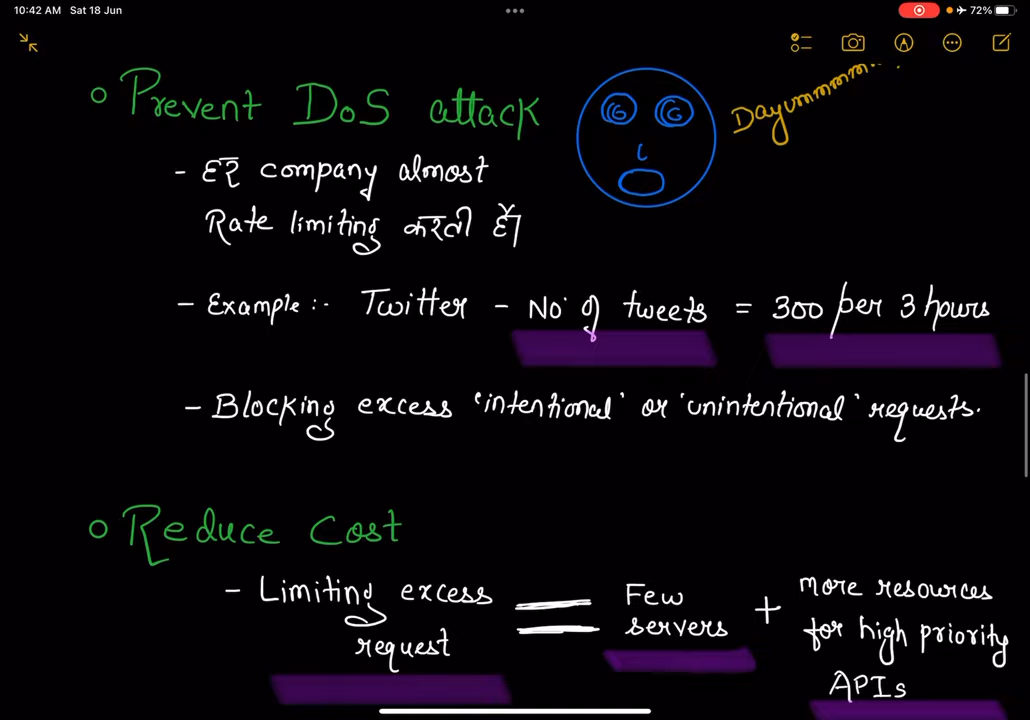 10:42 AM Sat 18 Jun
72%
Prevent DoS attack
Dayummmmm...
- हर company almost
Rate limiting करती है।
- Example :- Twitter - No. of tweets = 300 per 3 hours
- Blocking excess 'intentional' or 'unintentional' requests.
Reduce Cost
- Limiting excess request = Few servers + more resources for high priority APIs